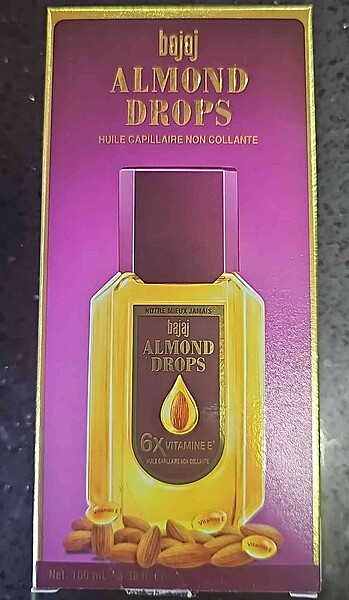 bajaj
ALMOND
DROPS
HUILE CAPILLAIRE NON COLLANTE
NOTRE MIEUX JAMAIS
bajaj
ALMOND
DROPS
6X VITAMINE E*
HUILE CAPILLAIRE NON COLLANTE
Vitamin E
Vitamin E
Vitamin E
Net. 100 mL